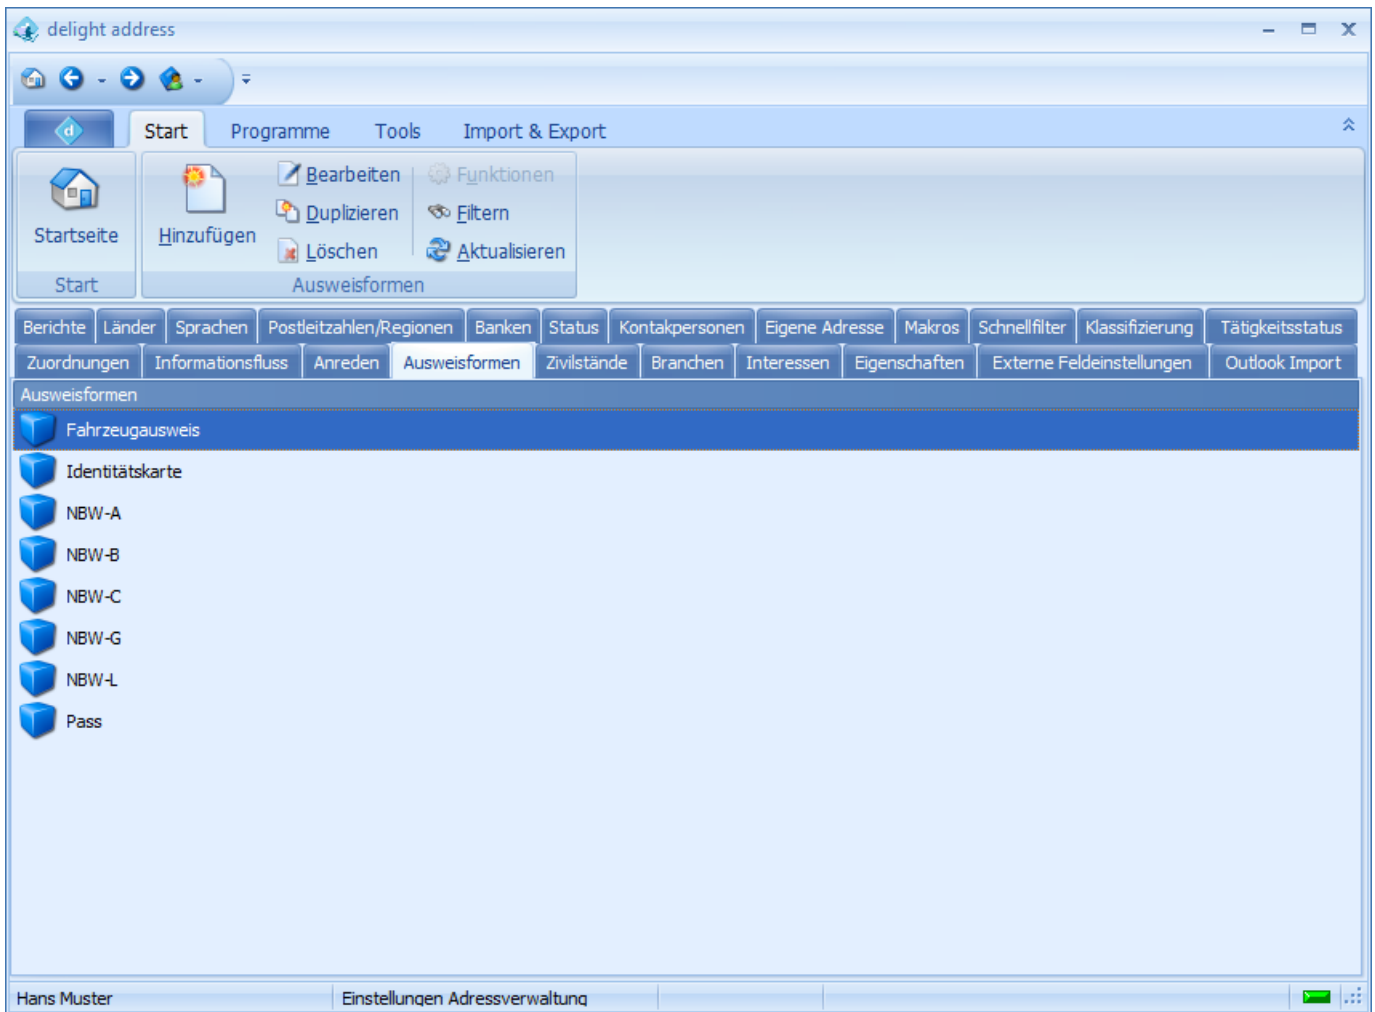 delight address
d
Start Programme Tools Import & Export
Startseite
Hinzufügen
Bearbeiten
Duplizieren
Löschen
Funktionen
Filtern
Aktualisieren
Start
Ausweisformen
Berichte Länder Sprachen Postleitzahlen/Regionen Banken Status Kontakpersonen Eigene Adresse Makros Schnellfilter Klassifizierung Tätigkeitsstatus
Zuordnungen Informationsfluss Anreden Ausweisformen Zivilstände Branchen Interessen Eigenschaften Externe Feldeinstellungen Outlook Import
Ausweisformen
Fahrzeugausweis
Identitätskarte
NBW-A
NBW-B
NBW-C
NBW-G
NBW-L
Pass
Hans Muster Einstellungen Adressverwaltung